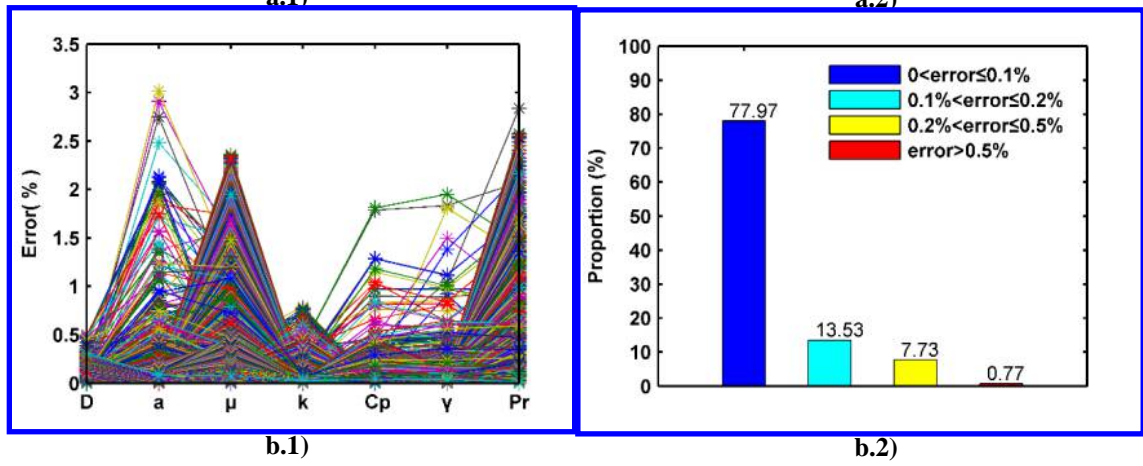 a.1)
a.2)
3.5
3
2.5
2
1.5
1
0.5
0
Error( % )
D a μ k Cp γ Pr
b.1)
100
90
80
70
60
50
40
30
20
10
0
Proportion (%)
0<error≤0.1%
0.1%<error≤0.2%
0.2%<error≤0.5%
error>0.5%
77.97
13.53
7.73
0.77
b.2)